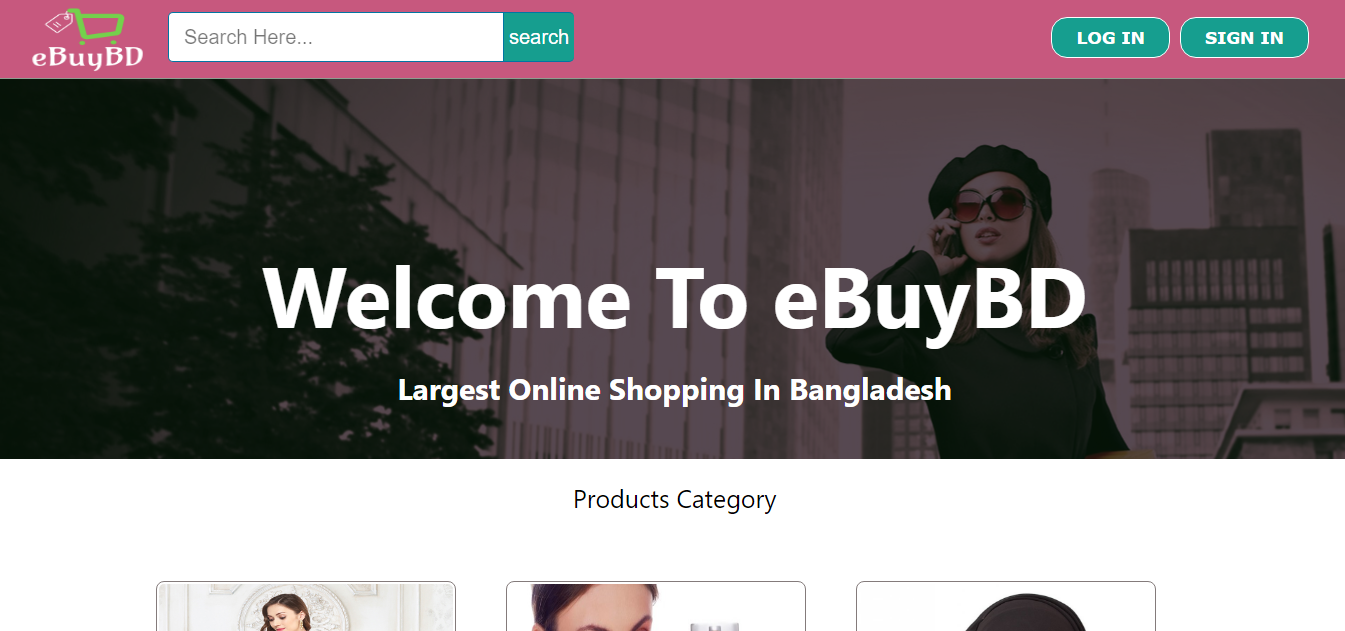 eBuyBD
Search Here...
search
LOG IN
SIGN IN
Welcome To eBuyBD
Largest Online Shopping In Bangladesh
Products Category